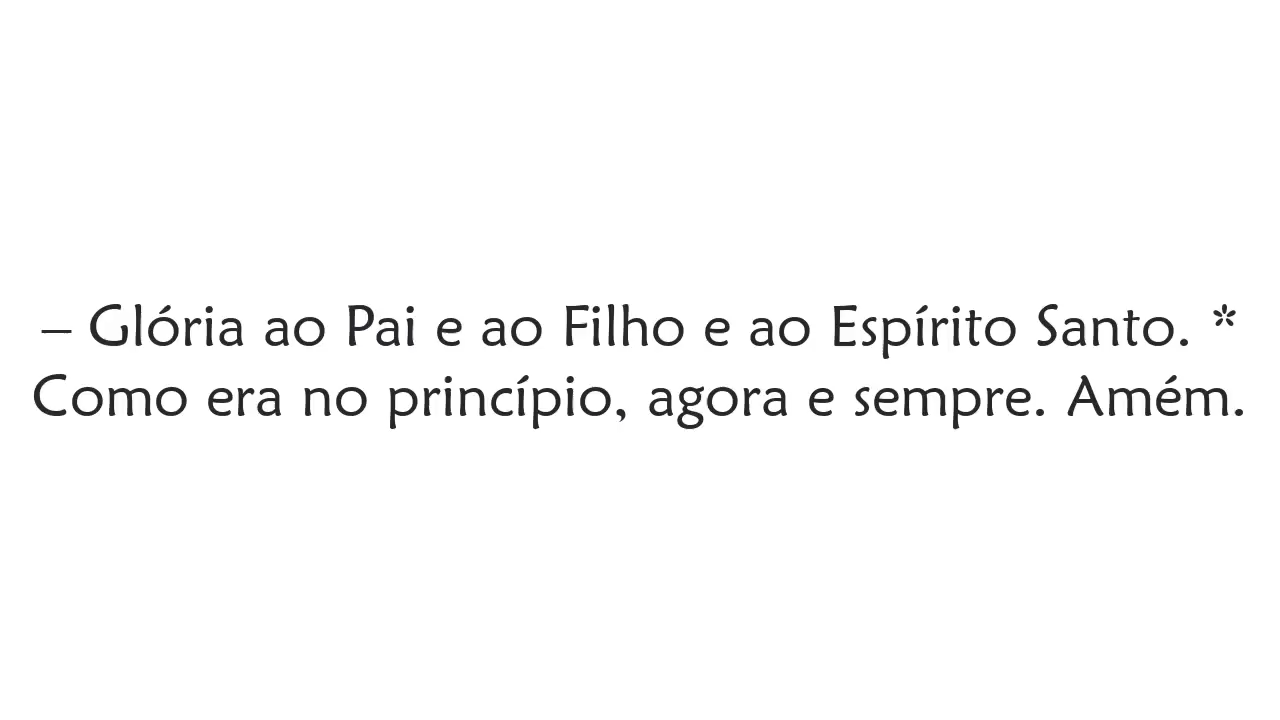 – Glória ao Pai e ao Filho e ao Espírito Santo. *
Como era no princípio, agora e sempre. Amém.